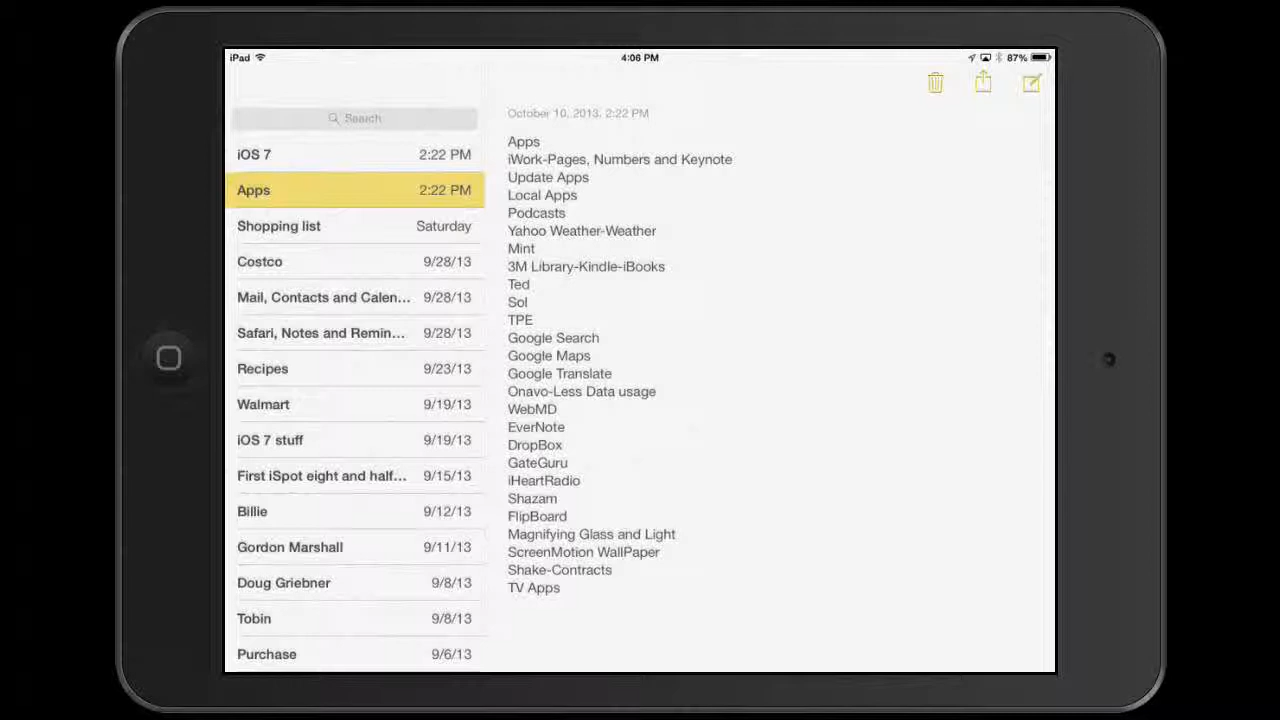 iPad
4:06 PM
87%
Search
iOS 7 2:22 PM
Apps 2:22 PM
Shopping list Saturday
Costco 9/28/13
Mail, Contacts and Calen... 9/28/13
Safari, Notes and Remin... 9/28/13
Recipes 9/23/13
Walmart 9/19/13
iOS 7 stuff 9/19/13
First iSpot eight and half... 9/15/13
Billie 9/12/13
Gordon Marshall 9/11/13
Doug Griebner 9/8/13
Tobin 9/8/13
Purchase 9/6/13
October 10, 2013, 2:22 PM
Apps
iWork-Pages, Numbers and Keynote
Update Apps
Local Apps
Podcasts
Yahoo Weather-Weather
Mint
3M Library-Kindle-iBooks
Ted
Sol
TPE
Google Search
Google Maps
Google Translate
Onavo-Less Data usage
WebMD
EverNote
DropBox
GateGuru
iHeartRadio
Shazam
FlipBoard
Magnifying Glass and Light
ScreenMotion WallPaper
Shake-Contracts
TV Apps